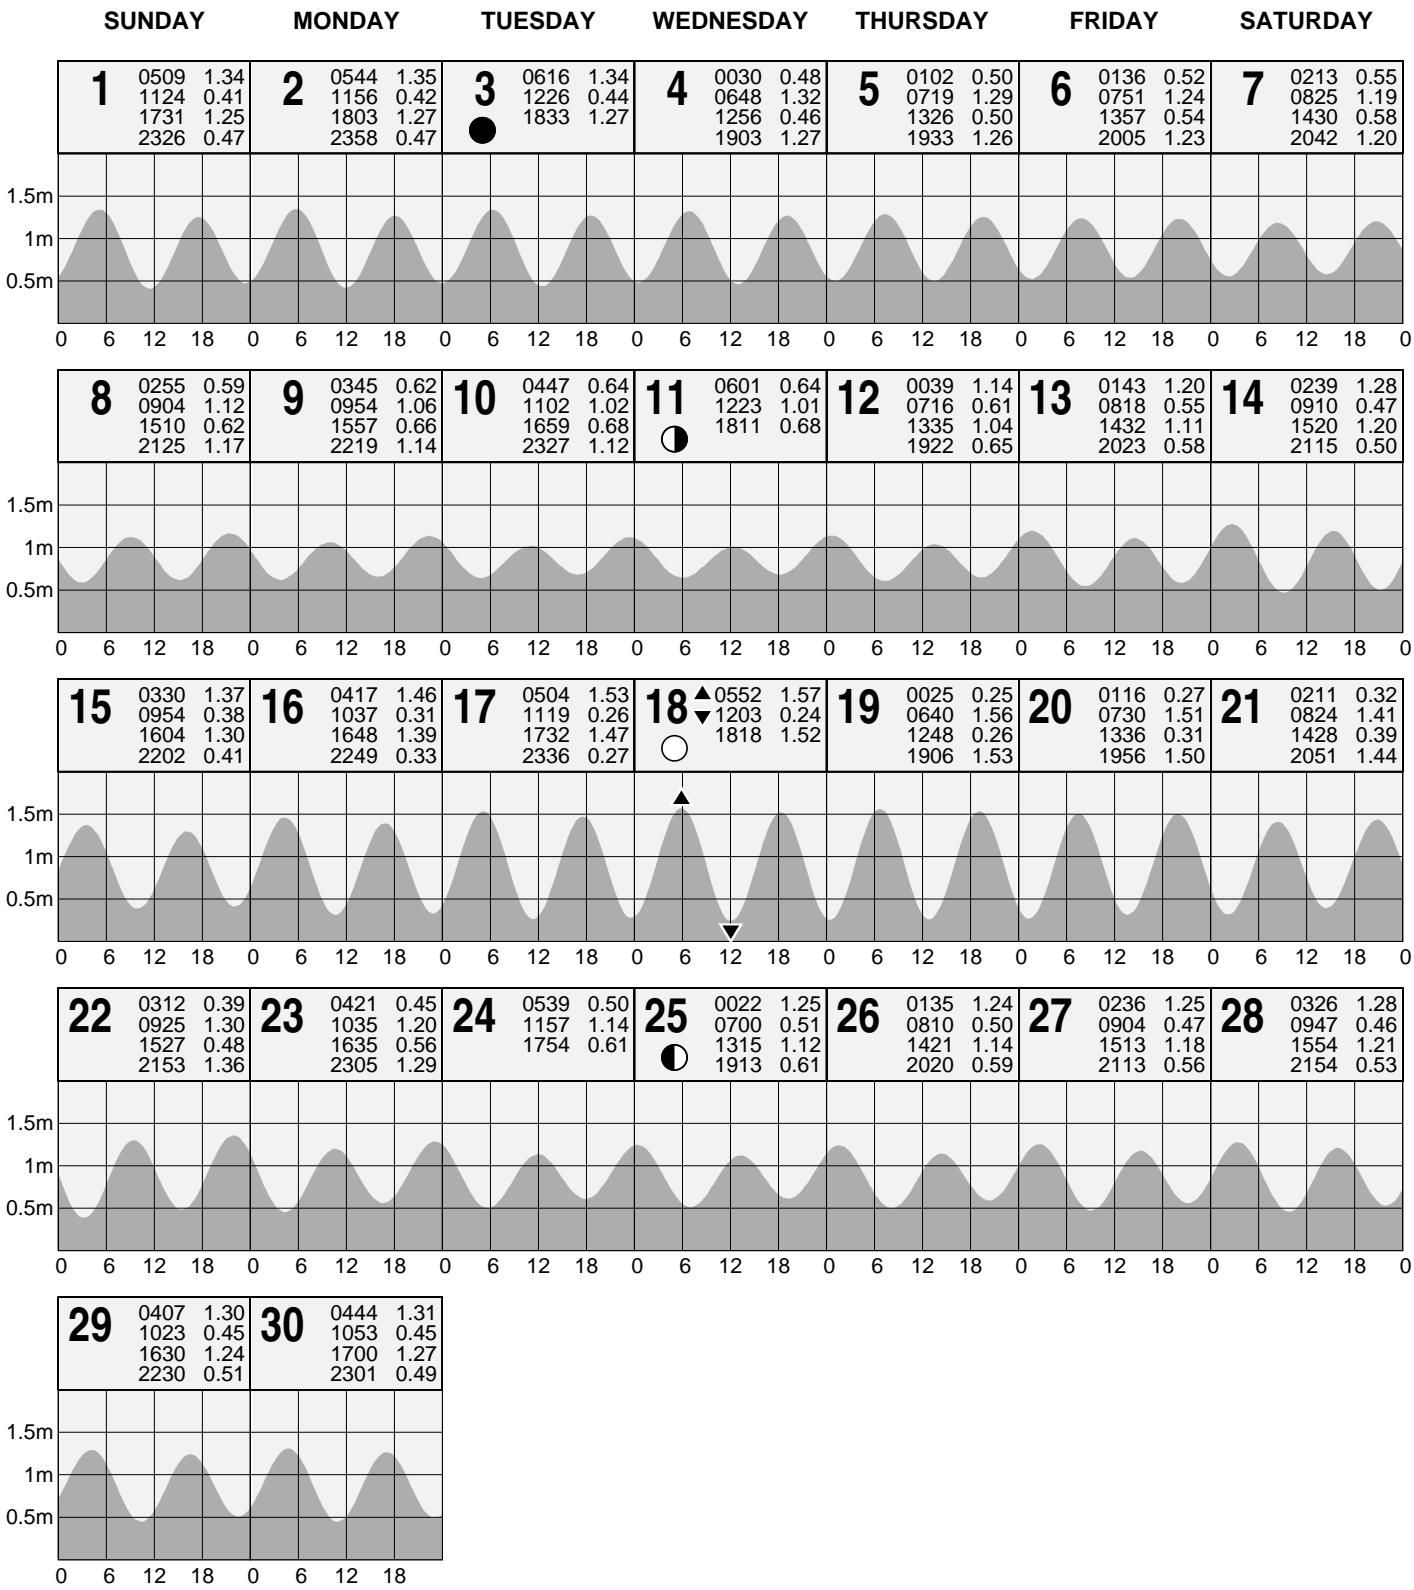 SUNDAY MONDAY TUESDAY WEDNESDAY THURSDAY FRIDAY SATURDAY
1 0509 1.34 2 0544 1.35 3 0616 1.34 4 0030 0.48 5 0102 0.50 6 0136 0.52 7 0213 0.55
1124 0.41 1156 0.42 1226 0.44 0648 1.32 0719 1.29 0751 1.24 0825 1.19
1731 1.25 1803 1.27 1833 1.27 1256 0.46 1326 0.50 1357 0.54 1430 0.58
2326 0.47 2358 0.47 1903 1.27 1933 1.26 2005 1.23 2042 1.20
1.5m
1m
0.5m
0 6 12 18 0 6 12 18 0 6 12 18 0 6 12 18 0 6 12 18 0 6 12 18 0 6 12 18 0
8 0255 0.59 9 0345 0.62 10 0447 0.64 11 0601 0.64 12 0039 1.14 13 0143 1.20 14 0239 1.28
0904 1.12 0954 1.06 1102 1.02 1223 1.01 0716 0.61 0818 0.55 0910 0.47
1510 0.62 1557 0.66 1659 0.68 1811 0.68 1335 1.04 1432 1.11 1520 1.20
2125 1.17 2219 1.14 2327 1.12 1922 0.65 2023 0.58 2115 0.50
1.5m
1m
0.5m
0 6 12 18 0 6 12 18 0 6 12 18 0 6 12 18 0 6 12 18 0 6 12 18 0 6 12 18 0
15 0330 1.37 16 0417 1.46 17 0504 1.53 18 0552 1.57 19 0025 0.25 20 0116 0.27 21 0211 0.32
0954 0.38 1037 0.31 1119 0.26 1203 0.24 0640 1.56 0730 1.51 0824 1.41
1604 1.30 1648 1.39 1732 1.47 1818 1.52 1248 0.26 1336 0.31 1428 0.39
2202 0.41 2249 0.33 2336 0.27 1906 1.53 1956 1.50 2051 1.44
1.5m
1m
0.5m
0 6 12 18 0 6 12 18 0 6 12 18 0 6 12 18 0 6 12 18 0 6 12 18 0 6 12 18 0
22 0312 0.39 23 0421 0.45 24 0539 0.50 25 0022 1.25 26 0135 1.24 27 0236 1.25 28 0326 1.28
0925 1.30 1035 1.20 1157 1.14 0700 0.51 0810 0.50 0904 0.47 0947 0.46
1527 0.48 1635 0.56 1754 0.61 1315 1.12 1421 1.14 1513 1.18 1554 1.21
2153 1.36 2305 1.29 1913 0.61 2020 0.59 2113 0.56 2154 0.53
1.5m
1m
0.5m
0 6 12 18 0 6 12 18 0 6 12 18 0 6 12 18 0 6 12 18 0 6 12 18 0 6 12 18 0
29 0407 1.30 30 0444 1.31
1023 0.45 1053 0.45
1630 1.24 1700 1.27
2230 0.51 2301 0.49
1.5m
1m
0.5m
0 6 12 18 0 6 12 18